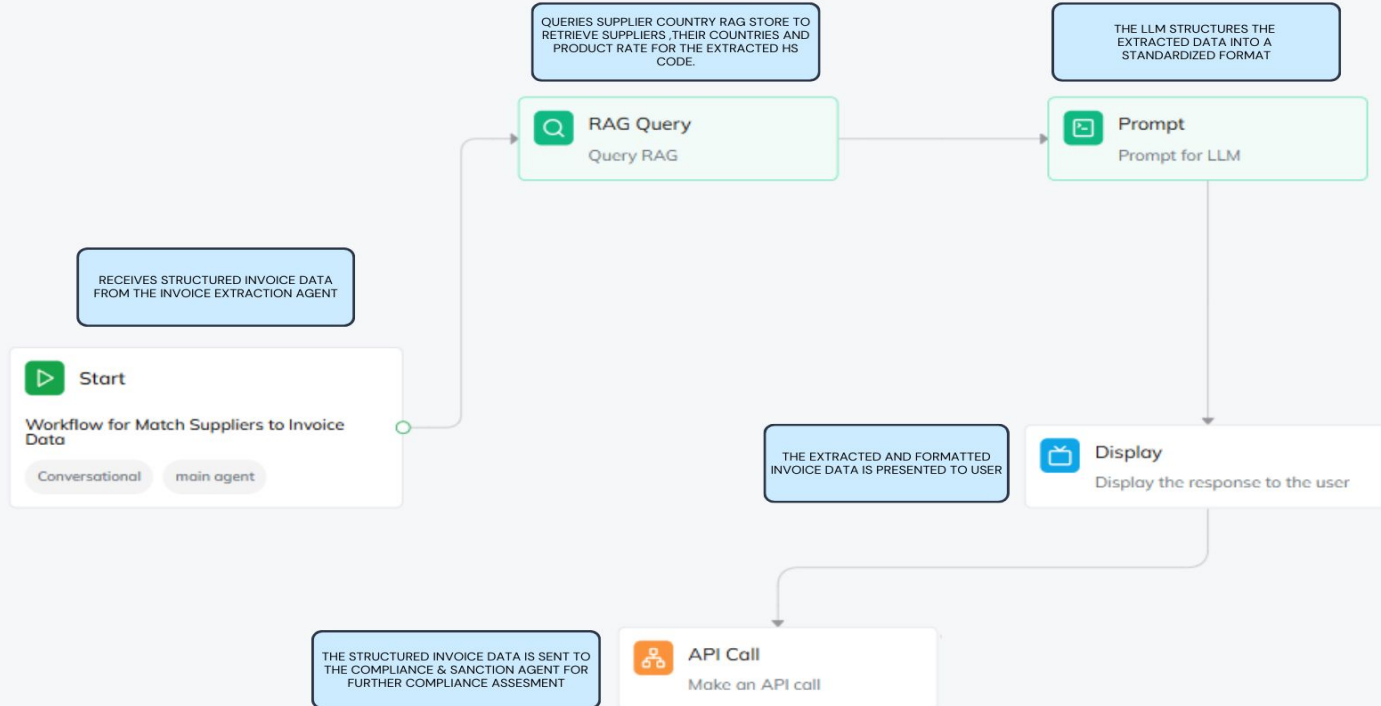 QUERIES SUPPLIER COUNTRY RAG STORE TO
RETRIEVE SUPPLIERS ,THEIR COUNTRIES AND
PRODUCT RATE FOR THE EXTRACTED HS
CODE.
THE LLM STRUCTURES THE
EXTRACTED DATA INTO A
STANDARDIZED FORMAT
RAG Query
Query RAG
Prompt
Prompt for LLM
RECEIVES STRUCTURED INVOICE DATA
FROM THE INVOICE EXTRACTION AGENT
Start
Workflow for Match Suppliers to Invoice
Data
Conversational
main agent
THE EXTRACTED AND FORMATTED
INVOICE DATA IS PRESENTED TO USER
Display
Display the response to the user
THE STRUCTURED INVOICE DATA IS SENT TO
THE COMPLIANCE & SANCTION AGENT FOR
FURTHER COMPLIANCE ASSESMENT
API Call
Make an API call